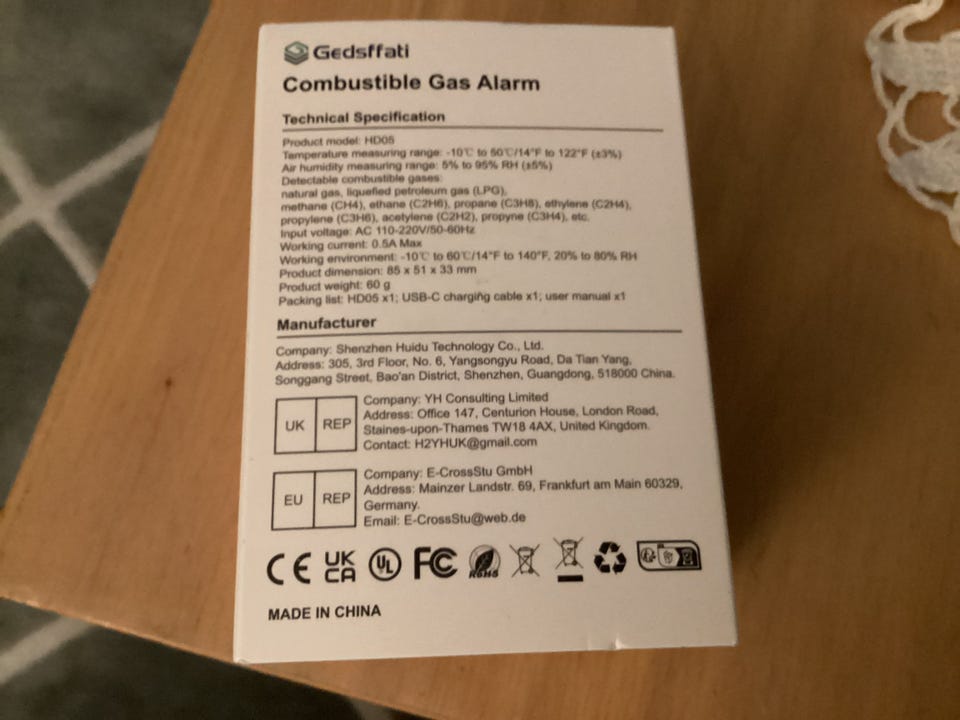 Gedsffati
Combustible Gas Alarm
Technical Specification
Product model: HD05
Temperature measuring range: -10℃ to 50℃/14°F to 122°F (±3%)
Air humidity measuring range: 5% to 95% RH (±5%)
Detectable combustible gases:
natural gas, liquefied petroleum gas (LPG),
methane (CH4), ethane (C2H6), propane (C3H8), ethylene (C2H4),
propylene (C3H6), acetylene (C2H2), propyne (C3H4), etc.
Input voltage: AC 110-220V/50-60Hz
Working current: 0.5A Max
Working environment: -10℃ to 60℃/14°F to 140°F, 20% to 80% RH
Product dimension: 85 x 51 x 33 mm
Product weight: 60 g
Packing list: HD05 x1; USB-C charging cable x1; user manual x1
Manufacturer
Company: Shenzhen Huidu Technology Co., Ltd.
Address: 305, 3rd Floor, No. 6, Yangsongyu Road, Da Tian Yang,
Songgang Street, Bao'an District, Shenzhen, Guangdong, 518000 China.
UK REP
Company: YH Consulting Limited
Address: Office 147, Centurion House, London Road,
Staines-upon-Thames TW18 4AX, United Kingdom.
Contact: H2YHUK@gmail.com
EU REP
Company: E-CrossStu GmbH
Address: Mainzer Landstr. 69, Frankfurt am Main 60329,
Germany.
Email: E-CrossStu@web.de
CE UK CA UL FC RoHS
MADE IN CHINA